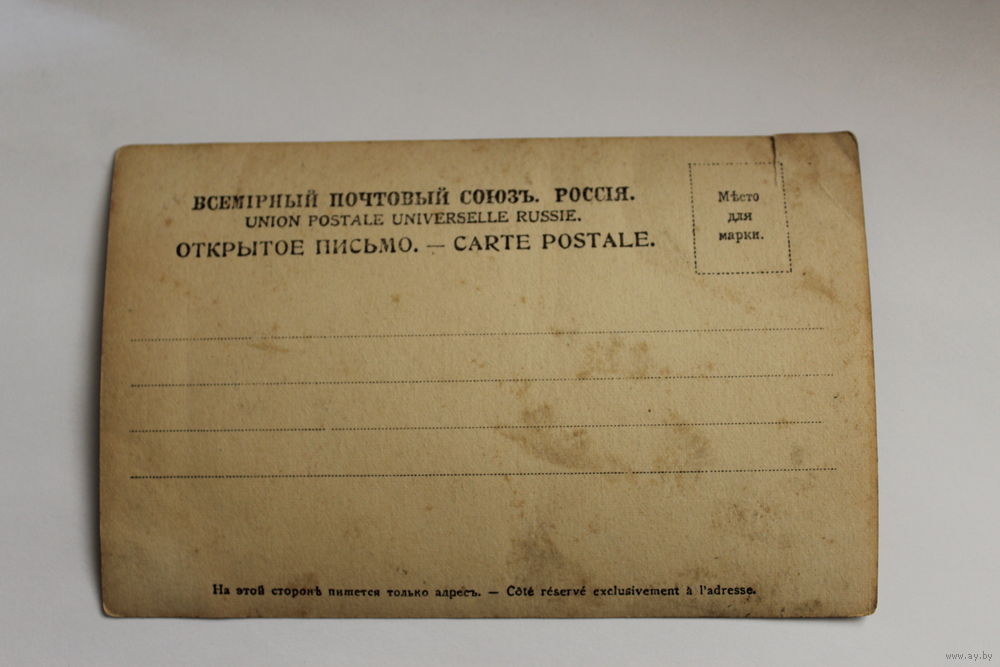 ВСЕМІРНЫЙ ПОЧТОВЫЙ СОЮЗЪ. РОССІЯ.
UNION POSTALE UNIVERSELLE RUSSIE.
ОТКРЫТОЕ ПИСЬМО. — CARTE POSTALE.
Мѣсто
для
марки.
На этой сторонѣ пишется только адресъ. — Côté réservé exclusivement à l'adresse.
www.ay.by